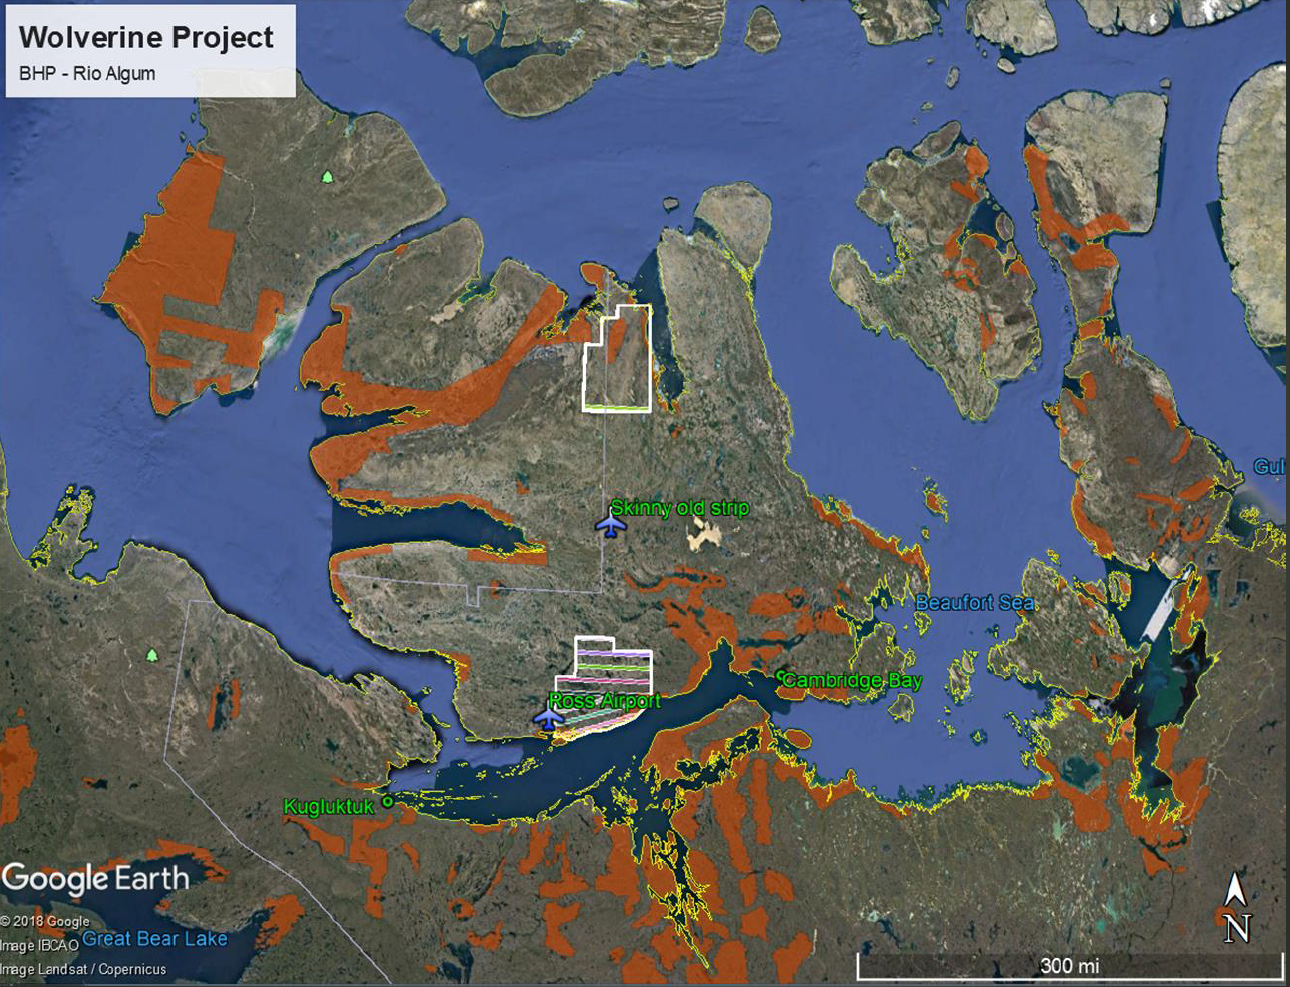 Wolverine Project
BHP - Rio Algum
Gul
Skinny old strip
Beaufort Sea
Cambridge Bay
Ross Airport
Kugluktuk
Google Earth
© 2018 Google
Image IBCAO
Great Bear Lake
Image Landsat / Copernicus
N
300 mi